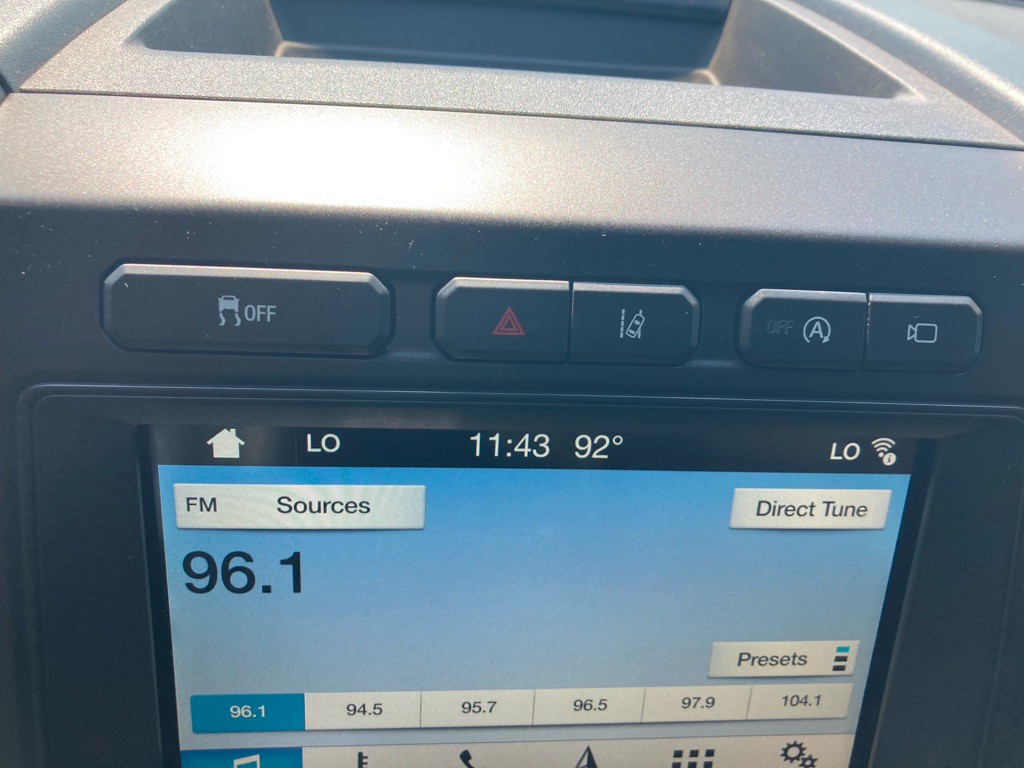 OFF
OFF A
LO 11:43 92° LO
FM Sources Direct Tune
96.1
Presets
96.1 94.5 95.7 96.5 97.9 104.1